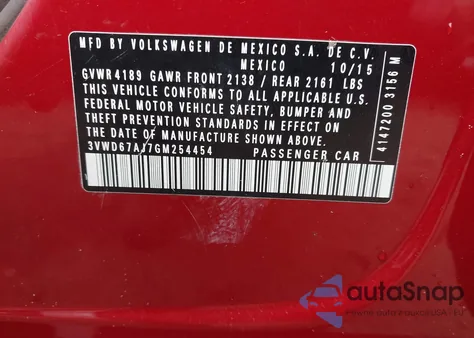 MFD BY VOLKSWAGEN DE MEXICO S.A. DE C.V.
MEXICO 10/15
GVWR 4189 GAWR FRONT 2138 / REAR 2161 LBS
THIS VEHICLE CONFORMS TO ALL APPLICABLE U.S.
FEDERAL MOTOR VEHICLE SAFETY, BUMPER AND
THEFT PREVENTION STANDARDS IN EFFECT ON
THE DATE OF MANUFACTURE SHOWN ABOVE.
3VWD67AJ7GM254454 PASSENGER CAR
4147200 3156 M
autoSnap